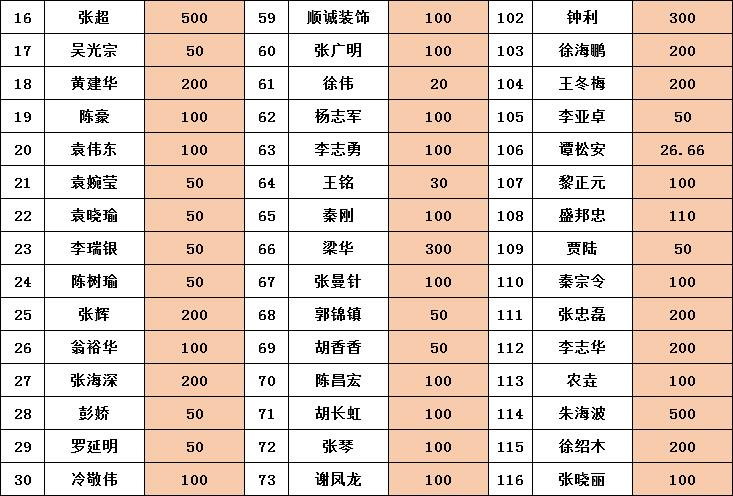 16 张超 500 59 顺诚装饰 100 102 钟利 300
17 吴光宗 50 60 张广明 100 103 徐海鹏 200
18 黄建华 200 61 徐伟 20 104 王冬梅 200
19 陈豪 100 62 杨志军 100 105 李亚卓 50
20 袁伟东 100 63 李志勇 100 106 谭松安 26.66
21 袁婉莹 50 64 王铭 30 107 黎正元 100
22 袁晓瑜 50 65 秦刚 100 108 盛邦忠 110
23 李瑞银 50 66 梁华 300 109 贾陆 50
24 陈树瑜 50 67 张曼针 100 110 秦宗令 100
25 张辉 200 68 郭锦镇 50 111 张忠磊 200
26 翁裕华 100 69 胡香香 50 112 李志华 200
27 张海深 200 70 陈昌宏 100 113 农垚 100
28 彭娇 50 71 胡长虹 100 114 朱海波 500
29 罗延明 50 72 张琴 100 115 徐绍木 200
30 冷敬伟 100 73 谢凤龙 100 116 张晓丽 100